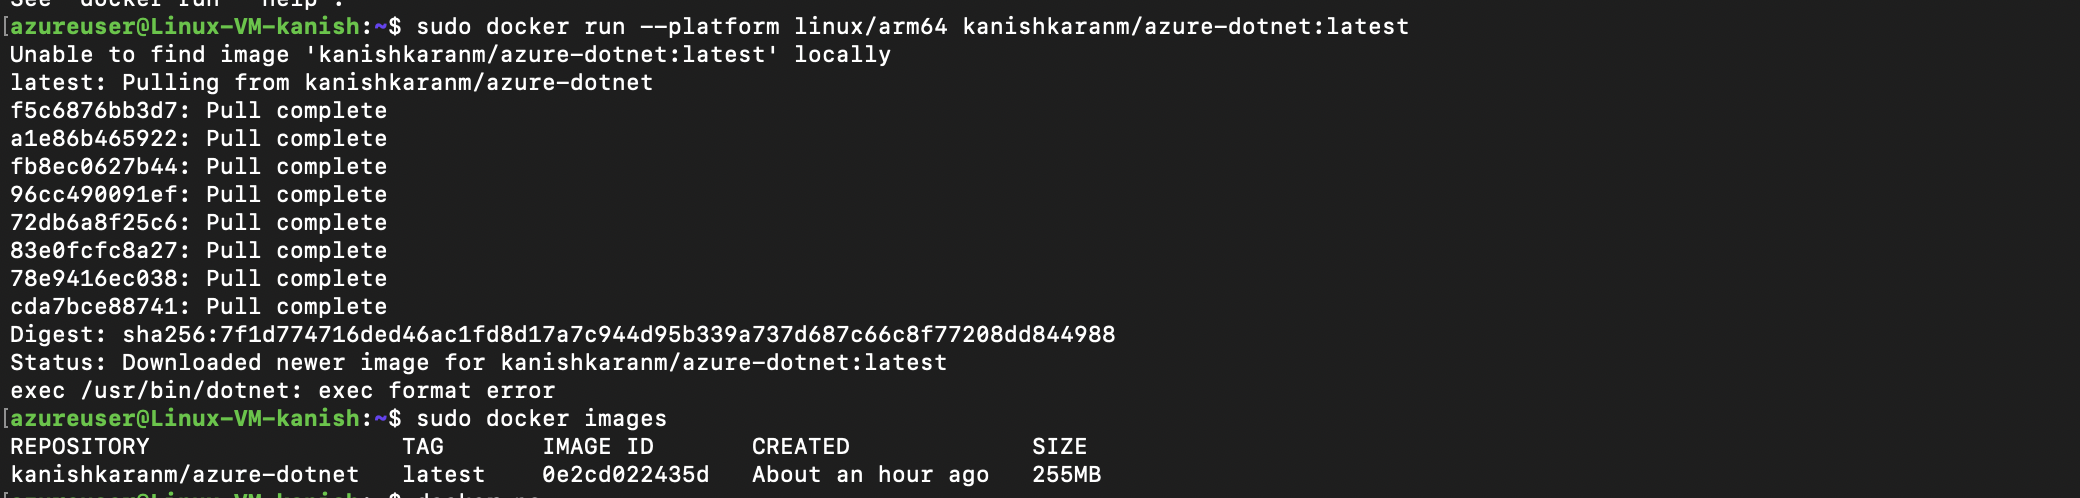 See 'docker run --help'.
[azureuser@Linux-VM-kanish:~$ sudo docker run --platform linux/arm64 kanishkaranm/azure-dotnet:latest
Unable to find image 'kanishkaranm/azure-dotnet:latest' locally
latest: Pulling from kanishkaranm/azure-dotnet
f5c6876bb3d7: Pull complete
a1e86b465922: Pull complete
fb8ec0627b44: Pull complete
96cc490091ef: Pull complete
72db6a8f25c6: Pull complete
83e0fcfc8a27: Pull complete
78e9416ec038: Pull complete
cda7bce88741: Pull complete
Digest: sha256:7f1d774716ded46ac1fd8d17a7c944d95b339a737d687c66c8f77208dd844988
Status: Downloaded newer image for kanishkaranm/azure-dotnet:latest
exec /usr/bin/dotnet: exec format error
[azureuser@Linux-VM-kanish:~$ sudo docker images
REPOSITORY TAG IMAGE ID CREATED SIZE
kanishkaranm/azure-dotnet latest 0e2cd022435d About an hour ago 255MB